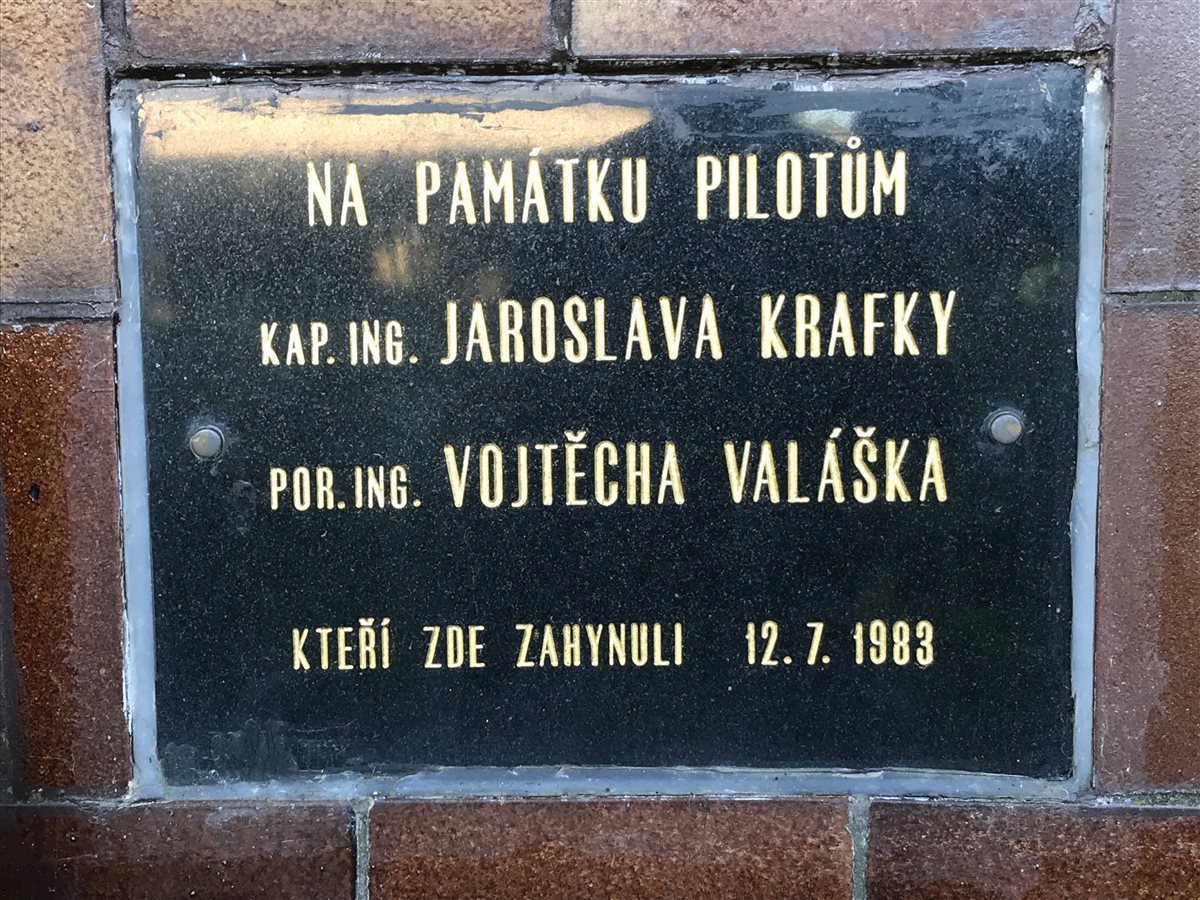 NA PAMÁTKU PILOTŮM
KAP. ING. JAROSLAVA KRAFKY
POR. ING. VOJTĚCHA VALÁŠKA
KTEŘÍ ZDE ZAHYNULI 12. 7. 1983